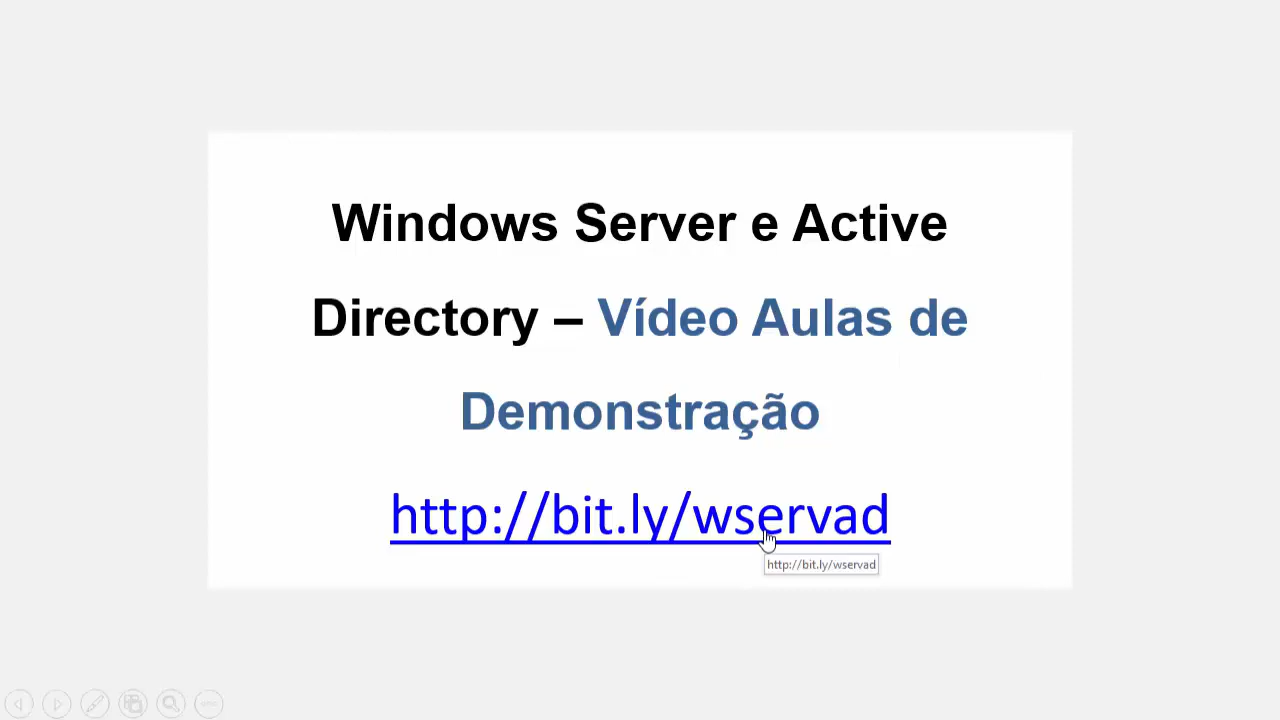 Windows Server e Active
Directory – Vídeo Aulas de
Demonstração
http://bit.ly/wservad
http://bit.ly/wservad